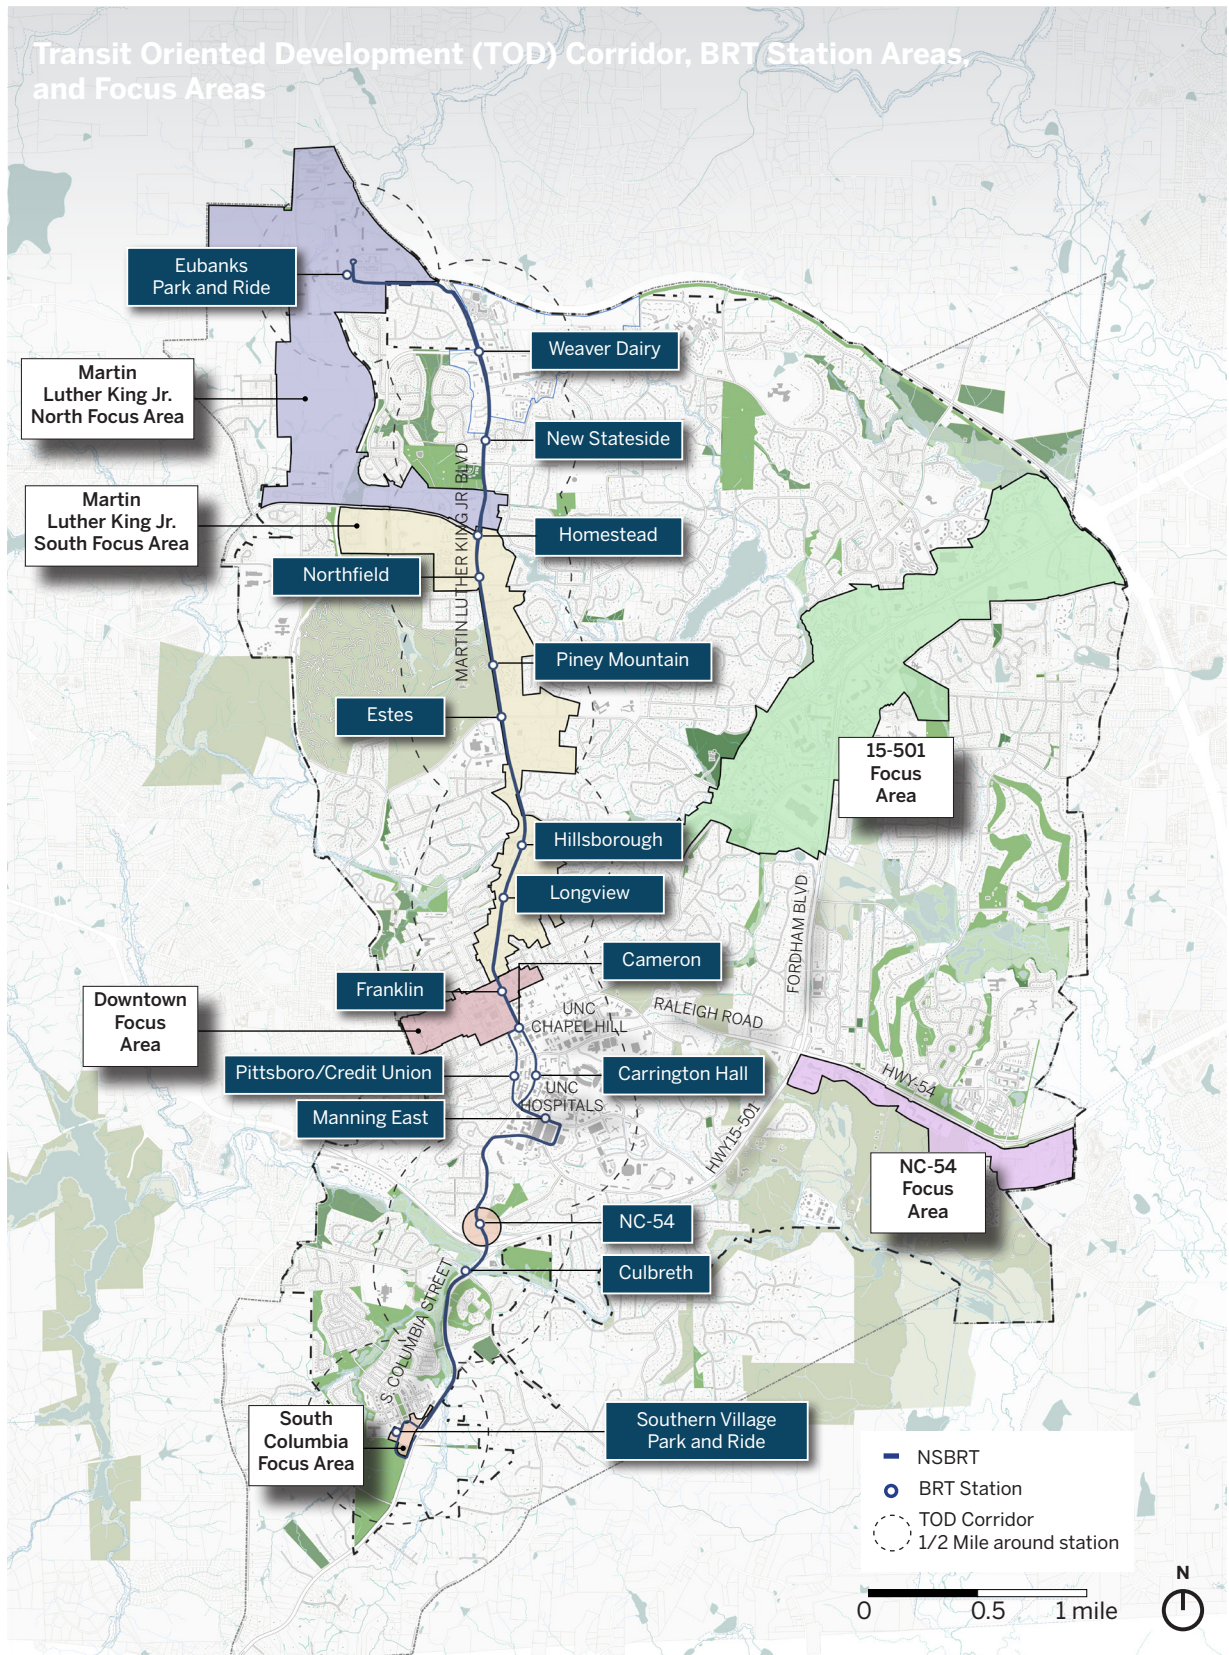 Transit Oriented Development (TOD) Corridor, BRT Station Areas,
and Focus Areas
Eubanks
Park and Ride
Weaver Dairy
Martin
Luther King Jr.
North Focus Area
New Stateside
MARTIN LUTHER KING JR. BLVD
Martin
Luther King Jr.
South Focus Area
Homestead
Northfield
Piney Mountain
Estes
15-501
Focus
Area
Hillsborough
Longview
FORDHAM BLVD
Cameron
Franklin
Downtown
Focus
Area
UNC
CHAPEL HILL
RALEIGH ROAD
Pittsboro/Credit Union
Carrington Hall
HWY-54
UNC
HOSPITALS
Manning East
HWY15-501
NC-54
Focus
Area
NC-54
Culbreth
S. COLUMBIA STREET
South
Columbia
Focus Area
Southern Village
Park and Ride
NSBRT
BRT Station
TOD Corridor
1/2 Mile around station
N
0 0.5 1 mile